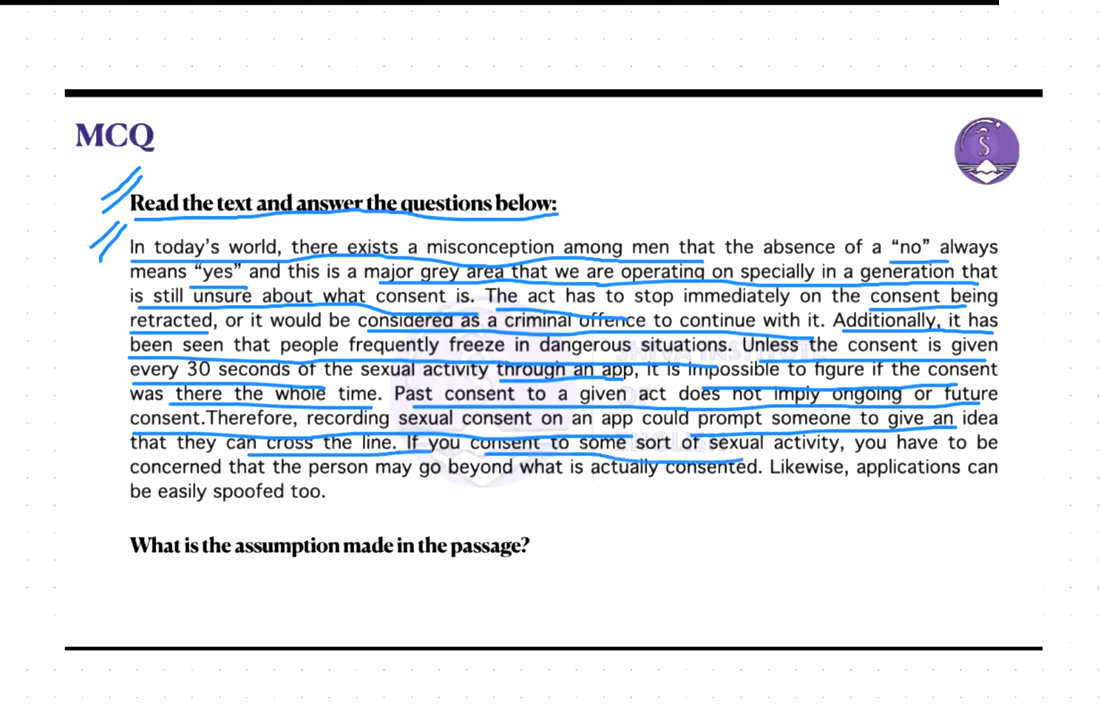 MCQ
Read the text and answer the questions below:
In today's world, there exists a misconception among men that the absence of a “no” always
means “yes” and this is a major grey area that we are operating on specially in a generation that
is still unsure about what consent is. The act has to stop immediately on the consent being
retracted, or it would be considered as a criminal offence to continue with it. Additionally, it has
been seen that people frequently freeze in dangerous situations. Unless the consent is given
every 30 seconds of the sexual activity through an app, it is impossible to figure if the consent
was there the whole time. Past consent to a given act does not imply ongoing or future
consent.Therefore, recording sexual consent on an app could prompt someone to give an idea
that they can cross the line. If you consent to some sort of sexual activity, you have to be
concerned that the person may go beyond what is actually consented. Likewise, applications can
be easily spoofed too.
What is the assumption made in the passage?